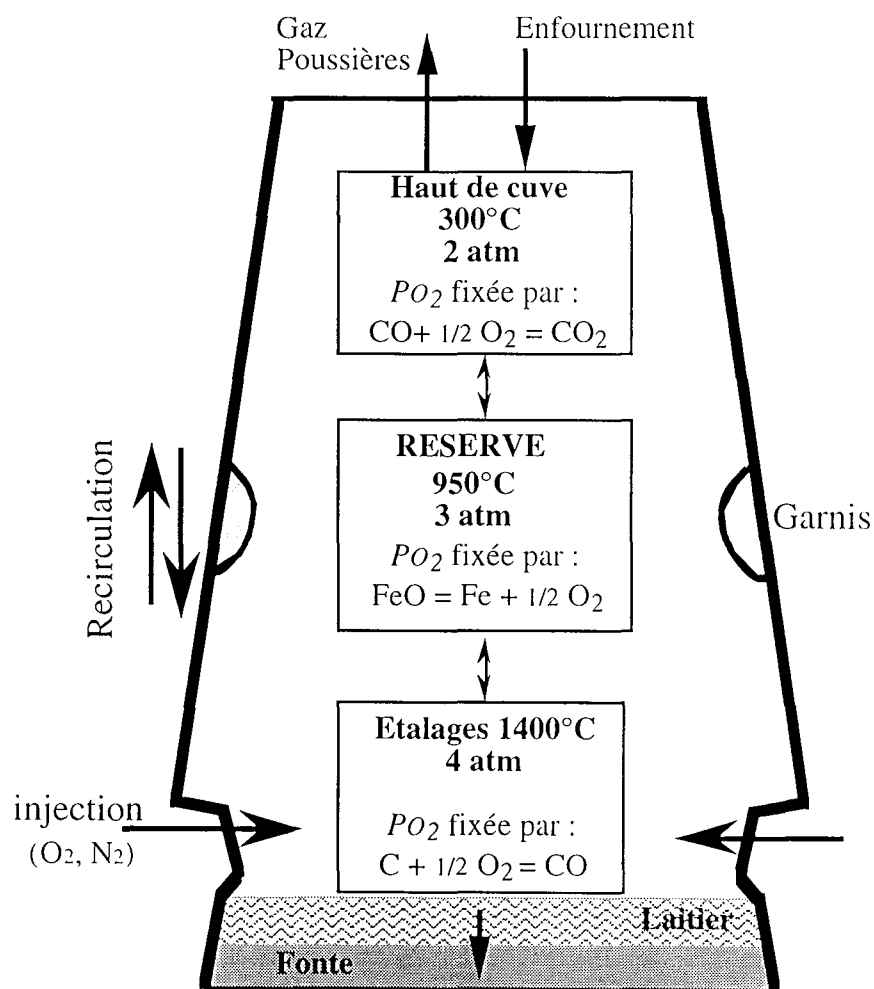 Gaz
Poussières
Enfournement
Haut de cuve
300°C
2 atm
PO2 fixée par :
CO+ 1/2 O2 = CO2
RESERVE
950°C
3 atm
PO2 fixée par :
FeO = Fe + 1/2 O2
Recirculation
Garnis
Etalages 1400°C
4 atm
PO2 fixée par :
C + 1/2 O2 = CO
injection
(O2, N2)
Laitier
Fonte